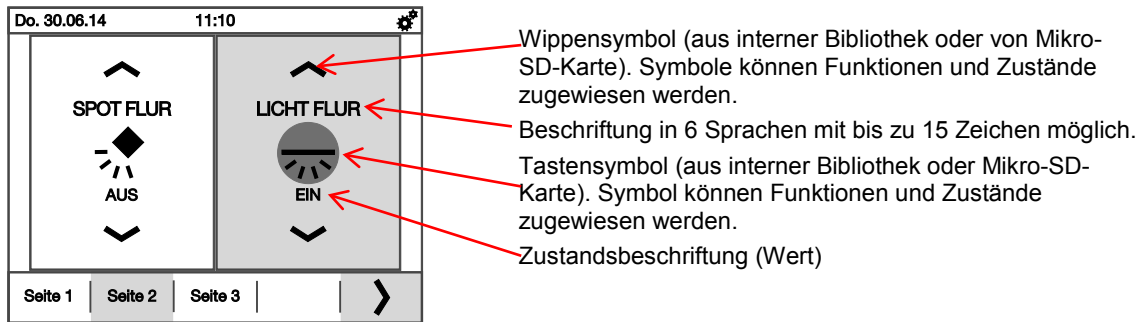 Do. 30.06.14 11:10
SPOT FLUR
AUS
LICHT FLUR
EIN
Seite 1 Seite 2 Seite 3
Wippensymbol (aus interner Bibliothek oder von Mikro-
SD-Karte). Symbole können Funktionen und Zustände
zugewiesen werden.
Beschriftung in 6 Sprachen mit bis zu 15 Zeichen möglich.
Tastensymbol (aus interner Bibliothek oder Mikro-SD-
Karte). Symbol können Funktionen und Zustände
zugewiesen werden.
Zustandsbeschriftung (Wert)